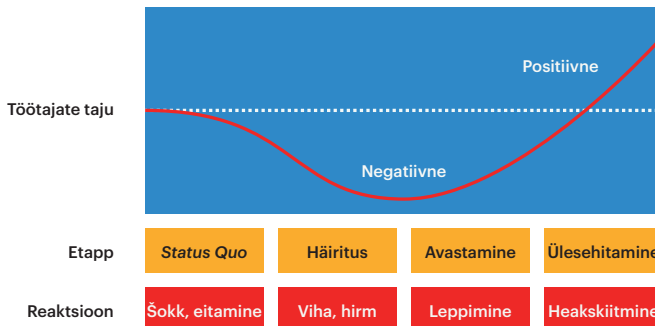 Positiivne
Töötajate taju
Negatiivne
Etapp Status Quo Häiritus Avastamine Ülesehitamine
Reaktsioon Šokk, eitamine Viha, hirm Leppimine Heakskiitmine